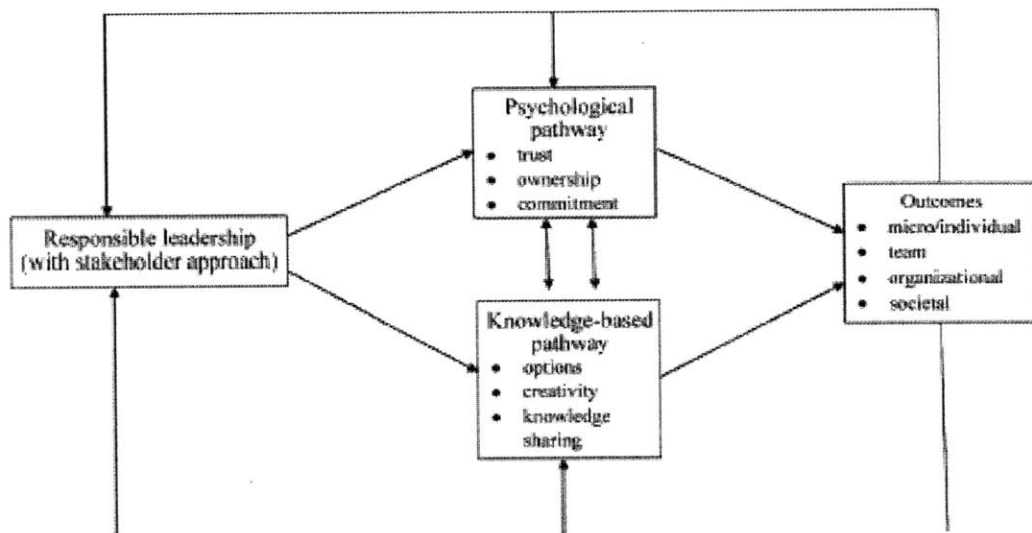 Psychological
pathway
• trust
• ownership
• commitment
Responsible leadership
(with stakeholder approach)
Outcomes
• micro/individual
• team
• organizational
• societal
Knowledge-based
pathway
• options
• creativity
• knowledge
sharing